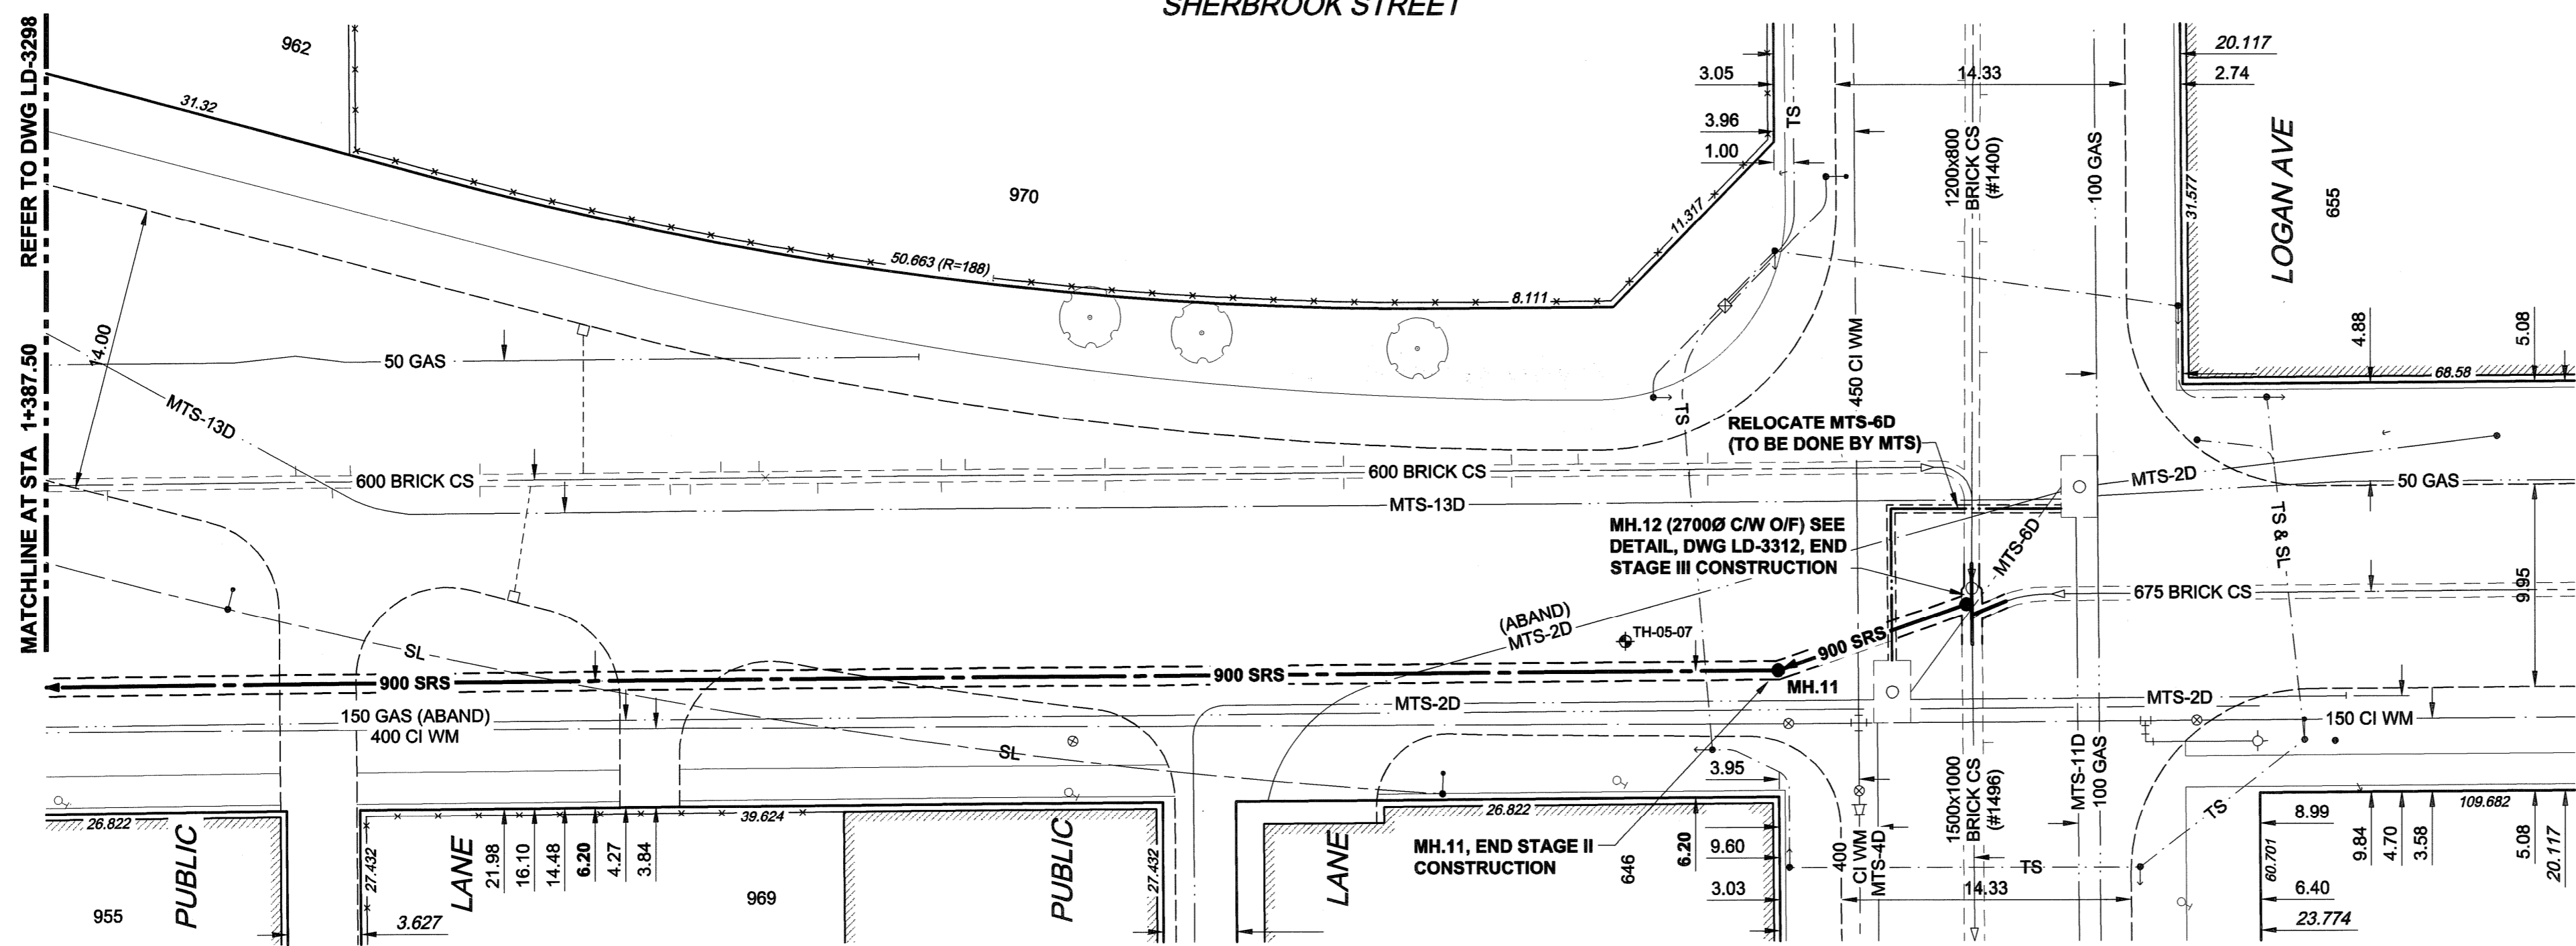 SHERBROOK STREET
MATCHLINE AT STA 1+387.50 REFER TO DWG LD-3298
962
31.32
970
50.663 (R=188)
8.111
11.317
14.00
50 GAS
MTS-13D
600 BRICK CS
600 BRICK CS
MTS-13D
3.05
3.96
1.00
TS
14.33
1200x800
BRICK CS
(#1400)
100 GAS
450 CI WM
TS
20.117
2.74
31.577
LOGAN AVE
655
4.88
5.08
68.58
RELOCATE MTS-6D
(TO BE DONE BY MTS)
MH.12 (2700Ø C/W O/F) SEE
DETAIL, DWG LD-3312, END
STAGE III CONSTRUCTION
MTS-6D
MTS-2D
50 GAS
TS & SL
9.95
675 BRICK CS
(ABAND)
MTS-2D
TH-05-07
SL
900 SRS
900 SRS
900 SRS
MH.11
150 GAS (ABAND)
400 CI WM
SL
MTS-2D
MTS-2D
150 CI WM
26.822
955
PUBLIC
27.432
LANE
3.627
21.98
16.10
14.48
6.20
4.27
3.84
39.624
969
PUBLIC
27.432
LANE
26.822
MH.11, END STAGE II
CONSTRUCTION
646
6.20
3.95
9.60
3.03
400
CI WM
MTS-4D
1500x1000
BRICK CS
(#1496)
14.33
TS
MTS-11D
100 GAS
TS
60.701
8.99
6.40
23.774
9.84
4.70
3.58
109.682
5.08
20.117